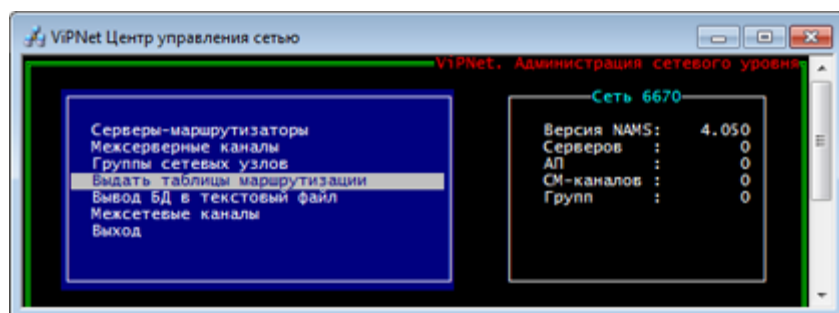 ViPNet Центр управления сетью
ViPNet. Администрация сетевого уровня
Серверы-маршрутизаторы
Межсерверные каналы
Группы сетевых узлов
Выдать таблицы маршрутизации
Вывод БД в текстовый файл
Межсетевые каналы
Выход
Сеть 6670
Версия NAMS: 4.050
Серверов : 0
АП : 0
СМ-каналов : 0
Групп : 0